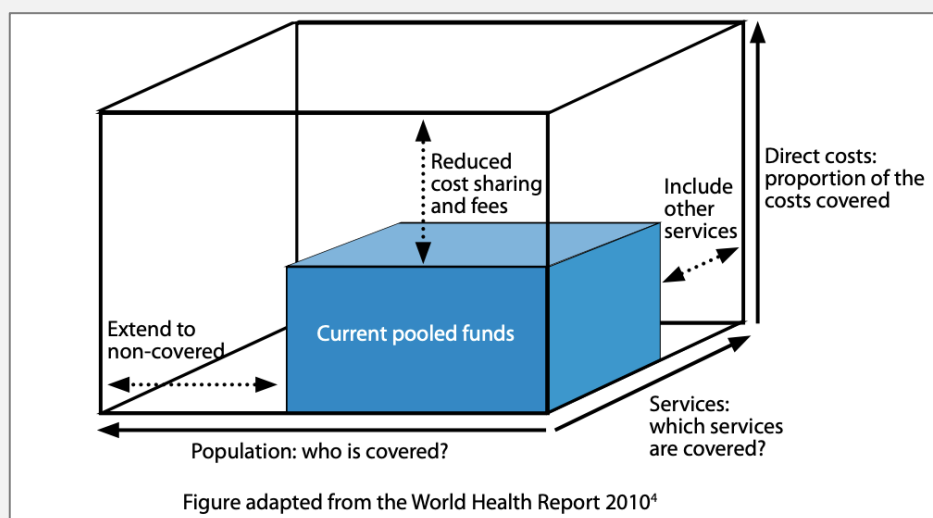 Reduced
cost sharing
and fees
Include
other
services
Direct costs:
proportion of the
costs covered
Extend to
non-covered
Current pooled funds
Population: who is covered?
Services:
which services
are covered?
Figure adapted from the World Health Report 2010⁴